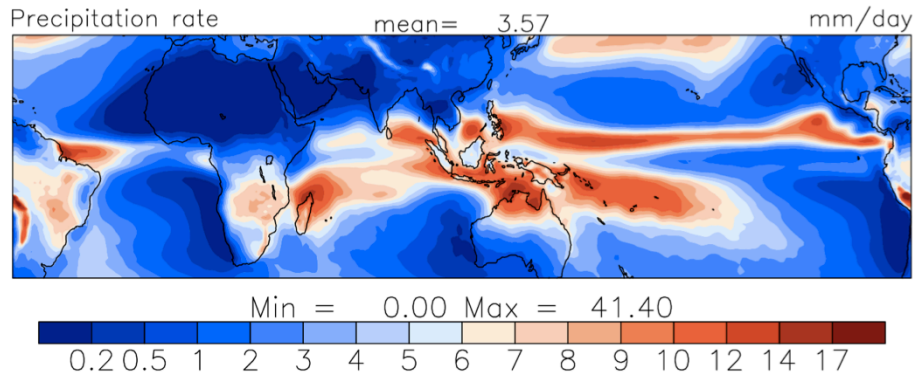 Precipitation rate mean= 3.57 mm/day
Min = 0.00 Max = 41.40
0.2 0.5 1 2 3 4 5 6 7 8 9 10 12 14 17